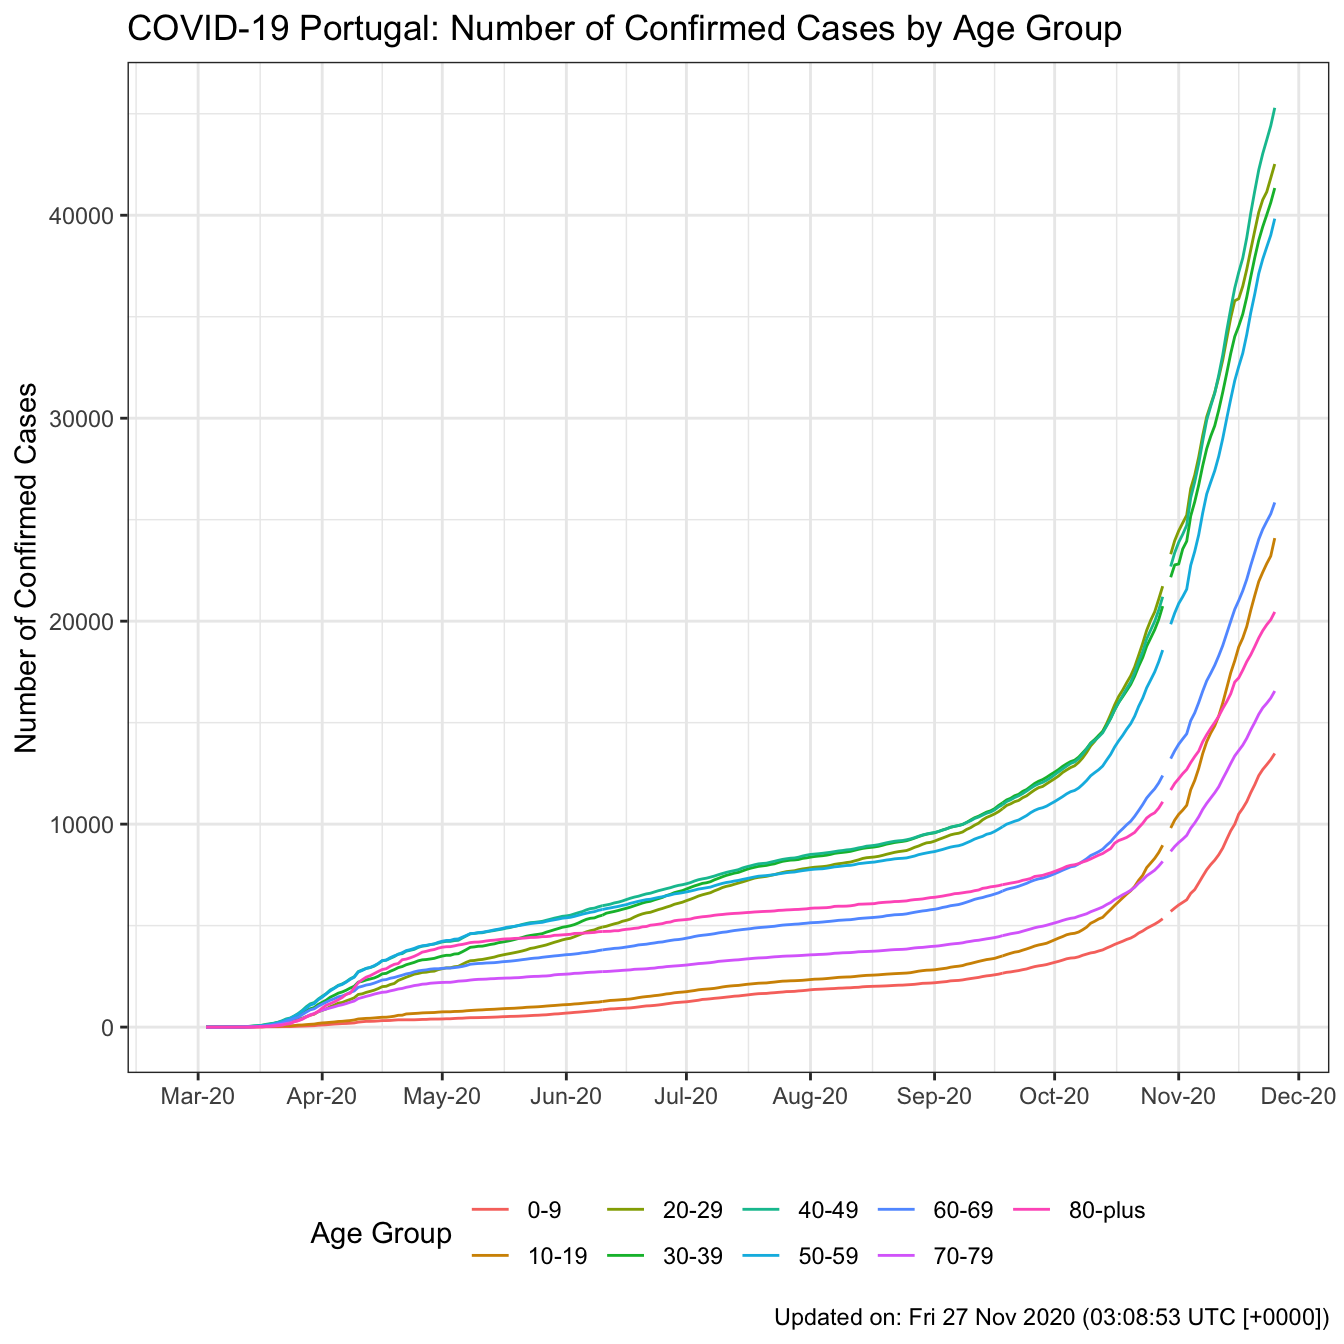 COVID-19 Portugal: Number of Confirmed Cases by Age Group
Number of Confirmed Cases
40000
30000
20000
10000
0
Mar-20 Apr-20 May-20 Jun-20 Jul-20 Aug-20 Sep-20 Oct-20 Nov-20 Dec-20
Age Group
0-9 20-29 40-49 60-69 80-plus
10-19 30-39 50-59 70-79
Updated on: Fri 27 Nov 2020 (03:08:53 UTC [+0000])